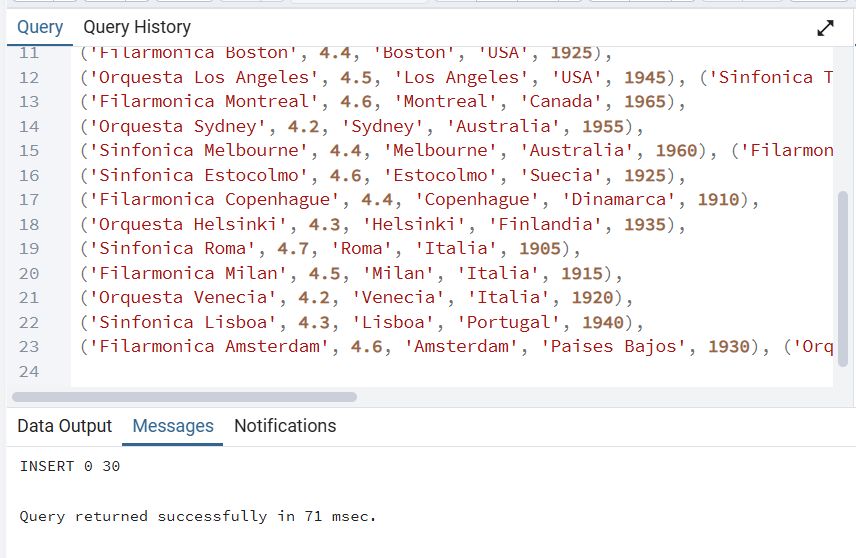 Query Query History
11 ('Filarmonica Boston', 4.4, 'Boston', 'USA', 1925),
12 ('Orquesta Los Angeles', 4.5, 'Los Angeles', 'USA', 1945), ('Sinfonica T
13 ('Filarmonica Montreal', 4.6, 'Montreal', 'Canada', 1965),
14 ('Orquesta Sydney', 4.2, 'Sydney', 'Australia', 1955),
15 ('Sinfonica Melbourne', 4.4, 'Melbourne', 'Australia', 1960), ('Filarmon
16 ('Sinfonica Estocolmo', 4.6, 'Estocolmo', 'Suecia', 1925),
17 ('Filarmonica Copenhague', 4.4, 'Copenhague', 'Dinamarca', 1910),
18 ('Orquesta Helsinki', 4.3, 'Helsinki', 'Finlandia', 1935),
19 ('Sinfonica Roma', 4.7, 'Roma', 'Italia', 1905),
20 ('Filarmonica Milan', 4.5, 'Milan', 'Italia', 1915),
21 ('Orquesta Venecia', 4.2, 'Venecia', 'Italia', 1920),
22 ('Sinfonica Lisboa', 4.3, 'Lisboa', 'Portugal', 1940),
23 ('Filarmonica Amsterdam', 4.6, 'Amsterdam', 'Paises Bajos', 1930), ('Orq
24
Data Output Messages Notifications
INSERT 0 30
Query returned successfully in 71 msec.